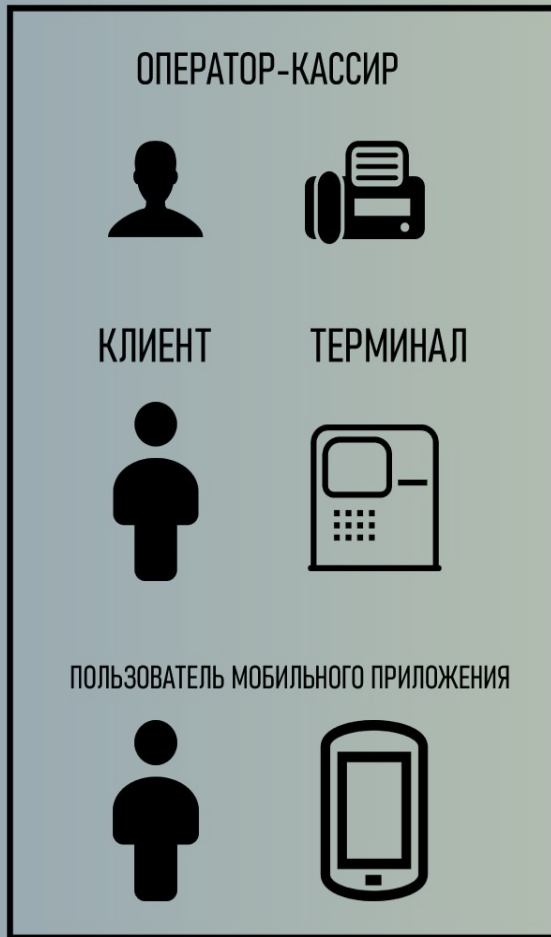 ОПЕРАТОР-КАССИР
КЛИЕНТ
ТЕРМИНАЛ
ПОЛЬЗОВАТЕЛЬ МОБИЛЬНОГО ПРИЛОЖЕНИЯ